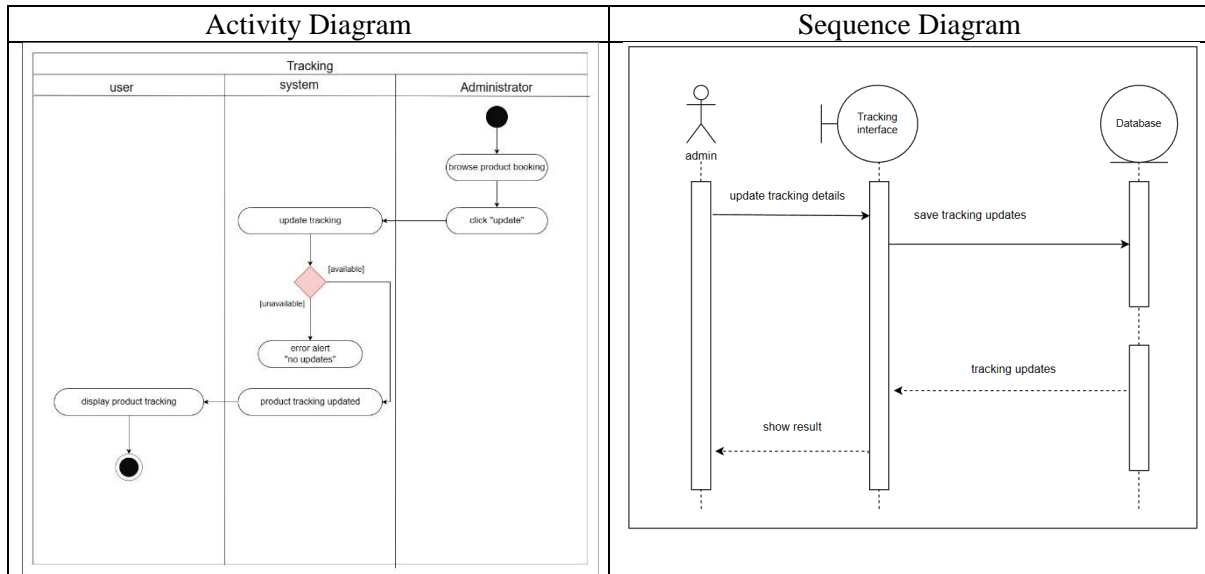 Activity Diagram
Tracking
user
system
Administrator
browse product booking
update tracking
click "update"
[available]
[unavailable]
error alert
"no updates"
display product tracking
product tracking updated
Sequence Diagram
Tracking
interface
Database
admin
update tracking details
save tracking updates
tracking updates
show result